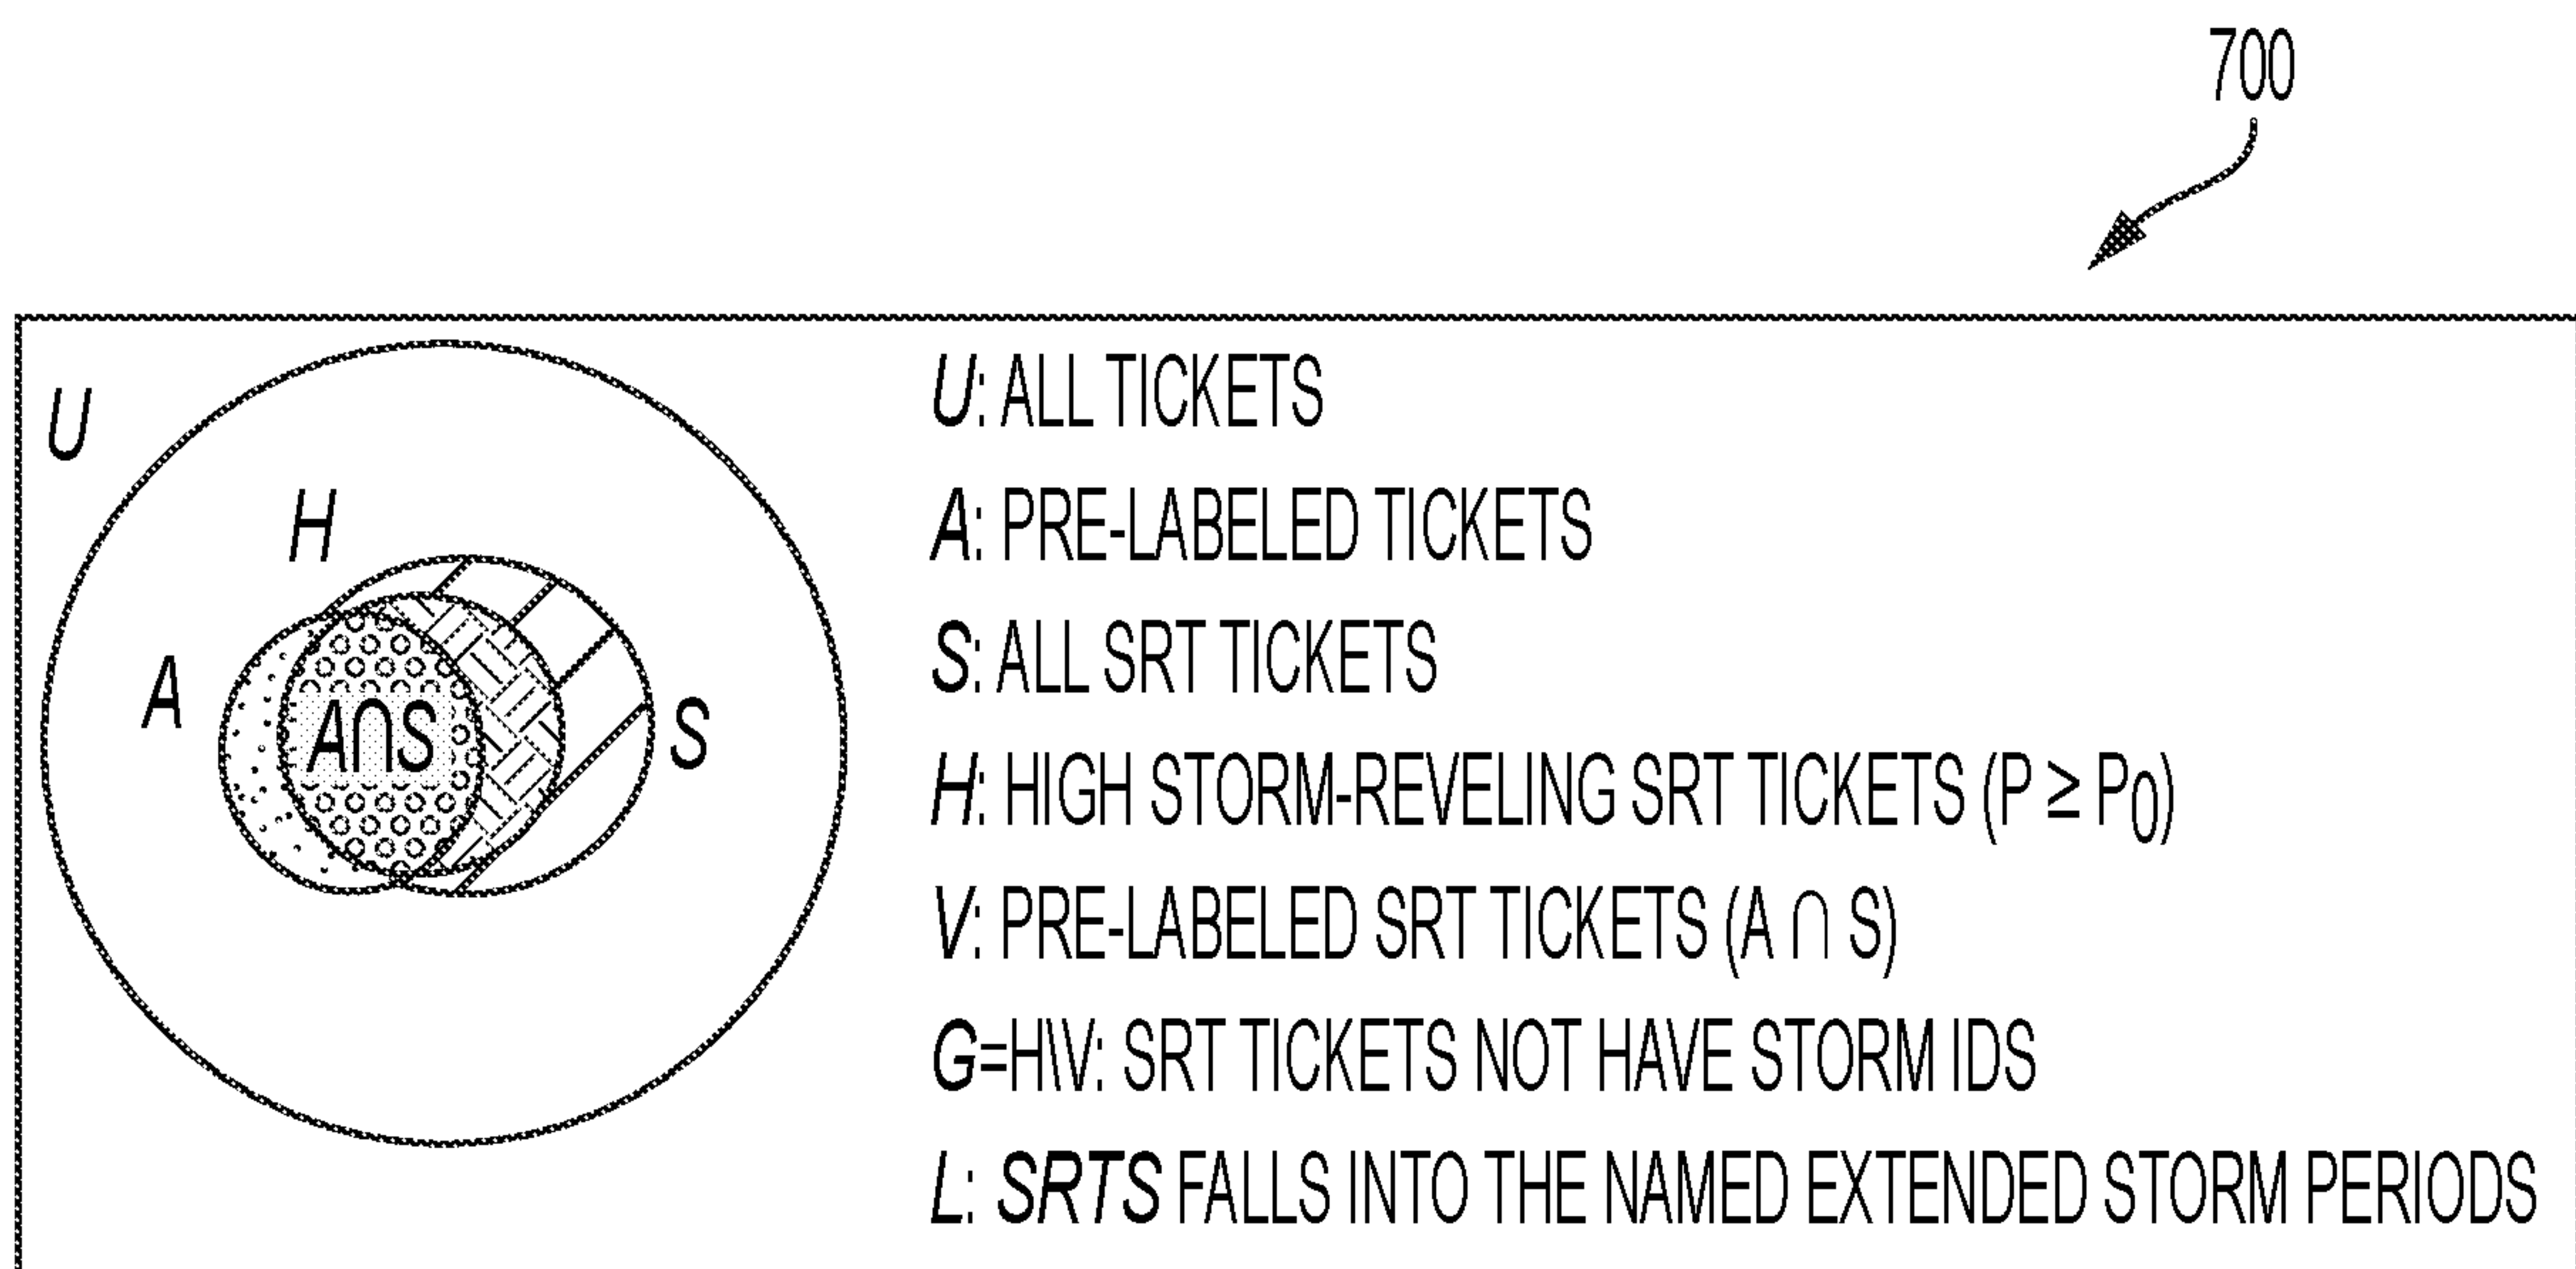 700
U
H
A
A∩S
S
U: ALL TICKETS
A: PRE-LABELED TICKETS
S: ALL SRT TICKETS
H: HIGH STORM-REVELING SRT TICKETS (P ≥ P0)
V: PRE-LABELED SRT TICKETS (A ∩ S)
G=H\V: SRT TICKETS NOT HAVE STORM IDS
L: SRTS FALLS INTO THE NAMED EXTENDED STORM PERIODS